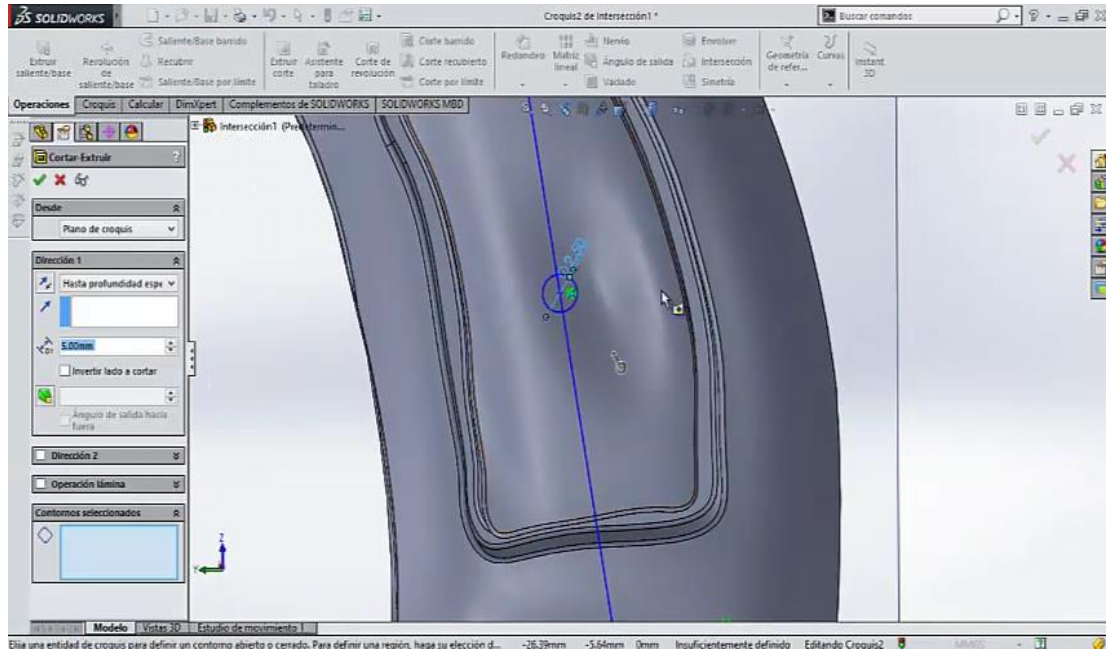 SOLIDWORKS
Croquis2 de Intersección1 *
Buscar comandos
Extruir saliente/base
Revolución de saliente/base
Saliente/Base barrido
Recubrir
Saliente/Base por límite
Extruir corte
Asistente para taladro
Corte de revolución
Corte barrido
Corte recubierto
Corte por límite
Redondeo
Matriz lineal
Nervio
Ángulo de salida
Vaciado
Envolver
Intersección
Simetría
Geometría de refer...
Curvas
Instant 3D
Operaciones
Croquis
Calcular
DimXpert
Complementos de SOLIDWORKS
SOLIDWORKS MBD
Cortar-Extruir
?
Desde
Plano de croquis
Dirección 1
Hasta profundidad espe
5.00mm
Invertir lado a cortar
Ángulo de salida hacia fuera
Dirección 2
Operación lámina
Contornos seleccionados
Z
Y
Modelo
Vistas 3D
Estudio de movimiento 1
Elija una entidad de croquis para definir un contorno abierto o cerrado. Para definir una región, haga su elección d...
-26.39mm
-5.64mm
0mm
Insuficientemente definido
Editando Croquis2